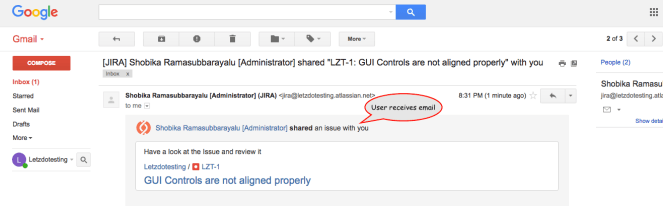 Google
Gmail
More
2 of 3
COMPOSE
Inbox (1)
Starred
Sent Mail
Drafts
More
L Letzdotesting
[JIRA] Shobika Ramasubbarayalu [Administrator] shared "LZT-1: GUI Controls are not aligned properly" with you
Inbox x
Shobika Ramasubbarayalu [Administrator] (JIRA) <jira@letzdotesting.atlassian.net>
8:31 PM (1 minute ago)
to me
User receives email
Shobika Ramasubbarayalu [Administrator] shared an issue with you
Have a look at the Issue and review it
Letzdotesting / LZT-1
GUI Controls are not aligned properly
People (2)
Shobika Ramasu
jira@letzdotesting.atla
Show detai